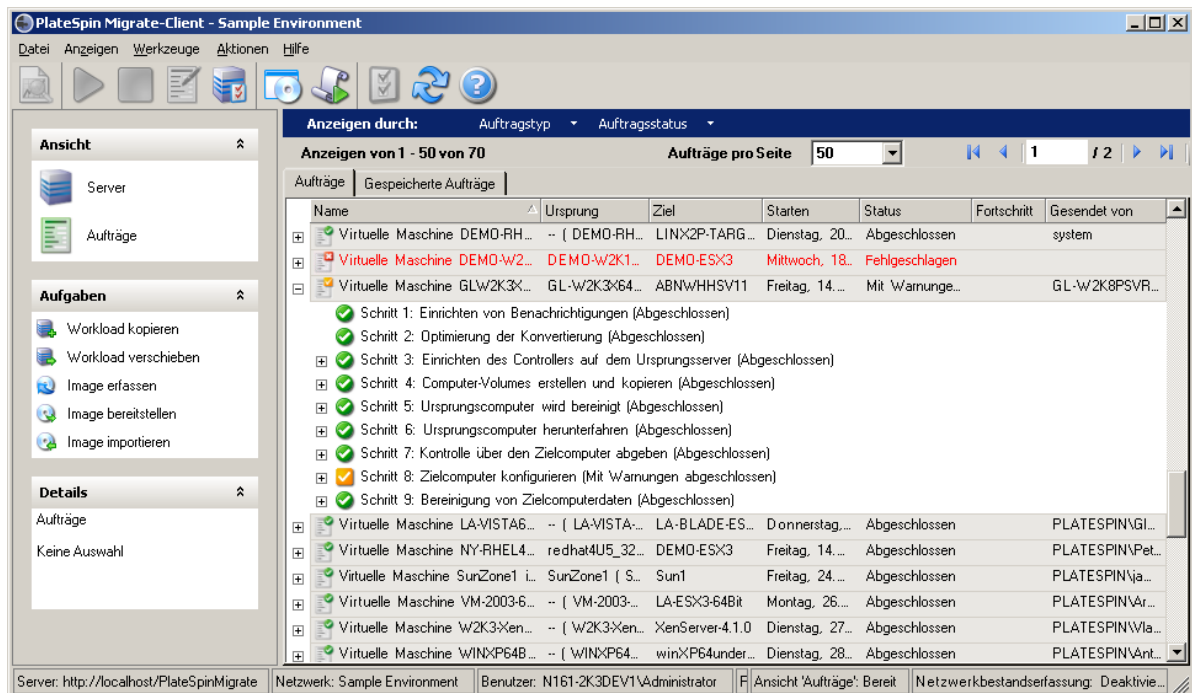 PlateSpin Migrate-Client - Sample Environment
Datei Anzeigen Werkzeuge Aktionen Hilfe
Ansicht
Server
Aufträge
Aufgaben
Workload kopieren
Workload verschieben
Image erfassen
Image bereitstellen
Image importieren
Details
Aufträge
Keine Auswahl
Anzeigen durch: Auftragstyp Auftragsstatus
Anzeigen von 1 - 50 von 70 Aufträge pro Seite 50 1 / 2
Aufträge Gespeicherte Aufträge
Name Ursprung Ziel Starten Status Fortschritt Gesendet von
Virtuelle Maschine DEMO-RH... -- ( DEMO-RH... LINX2P-TARG... Dienstag, 20... Abgeschlossen system
Virtuelle Maschine DEMO-W2... DEMO-W2K1... DEMO-ESX3 Mittwoch, 18... Fehlgeschlagen
Virtuelle Maschine GLW2K3X... GL-W2K3X64... ABNWHHSV11 Freitag, 14.... Mit Warnunge... GL-W2K8PSVR...
Schritt 1: Einrichten von Benachrichtigungen (Abgeschlossen)
Schritt 2: Optimierung der Konvertierung (Abgeschlossen)
Schritt 3: Einrichten des Controllers auf dem Ursprungsserver (Abgeschlossen)
Schritt 4: Computer-Volumes erstellen und kopieren (Abgeschlossen)
Schritt 5: Ursprungscomputer wird bereinigt (Abgeschlossen)
Schritt 6: Ursprungscomputer herunterfahren (Abgeschlossen)
Schritt 7: Kontrolle über den Zielcomputer abgeben (Abgeschlossen)
Schritt 8: Zielcomputer konfigurieren (Mit Warnungen abgeschlossen)
Schritt 9: Bereinigung von Zielcomputerdaten (Abgeschlossen)
Virtuelle Maschine LA-VISTA6... -- ( LA-VISTA-... LA-BLADE-ES... Donnerstag,... Abgeschlossen PLATESPIN\Gl...
Virtuelle Maschine NY-RHEL4... redhat4U5_32... DEMO-ESX3 Freitag, 14.... Abgeschlossen PLATESPIN\Pet...
Virtuelle Maschine SunZone1 i... SunZone1 ( S... Sun1 Freitag, 24.... Abgeschlossen PLATESPIN\ja...
Virtuelle Maschine VM-2003-6... -- ( VM-2003-... LA-ESX3-64Bit Montag, 26.... Abgeschlossen PLATESPIN\Ar...
Virtuelle Maschine W2K3-Xen... -- ( W2K3-Xen... XenServer-4.1.0 Dienstag, 27... Abgeschlossen PLATESPIN\Vla...
Virtuelle Maschine WINXP64B... -- ( WINXP64... winXP64under... Dienstag, 28... Abgeschlossen PLATESPIN\Ant...
Server: http://localhost/PlateSpinMigrate Netzwerk: Sample Environment Benutzer: N161-2K3DEV1\Administrator F Ansicht 'Aufträge': Bereit Netzwerkbestandserfassung: Deaktivie...